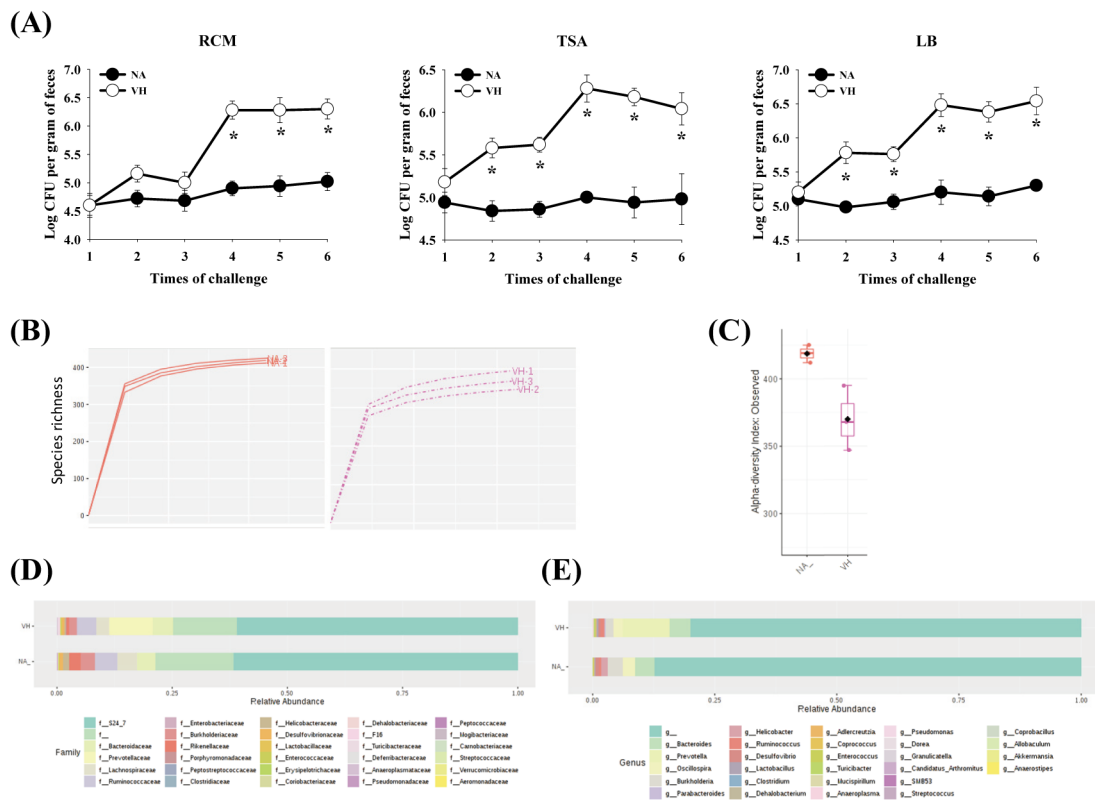 (A)
RCM
TSA
LB
Log CFU per gram of feces
7.0
6.5
6.0
5.5
5.0
4.5
4.0
NA
VH
*
*
*
1 2 3 4 5 6
Times of challenge
Log CFU per gram of feces
6.5
6.0
5.5
5.0
4.5
NA
VH
*
*
*
*
*
1 2 3 4 5 6
Times of challenge
Log CFU per gram of feces
7.0
6.5
6.0
5.5
5.0
4.5
NA
VH
*
*
*
*
*
1 2 3 4 5 6
Times of challenge
(B)
Species richness
400
300
200
100
0
VH-1
VH-3
VH-2
(C)
Alpha-diversity Index: Observed
400
350
300
NA_
VH
(D)
VH
NA_
0.00 0.25 0.50 0.75 1.00
Relative Abundance
Family
f__S24_7
f__
f__Bacteroidaceae
f__Prevotellaceae
f__Lachnospiraceae
f__Ruminococcaceae
f__Enterobacteriaceae
f__Burkholderiaceae
f__Rikenellaceae
f__Porphyromonadaceae
f__Peptostreptococcaceae
f__Clostridiaceae
f__Helicobacteraceae
f__Desulfovibrionaceae
f__Lactobacillaceae
f__Enterococcaceae
f__Erysipelotrichaceae
f__Coriobacteriaceae
f__Dehalobacteriaceae
f__F16
f__Turicibacteraceae
f__Deferribacteraceae
f__Anaeroplasmataceae
f__Pseudomonadaceae
f__Peptococcaceae
f__Mogibacteriaceae
f__Carnobacteriaceae
f__Streptococcaceae
f__Verrucomicrobiaceae
f__Aeromonadaceae
(E)
VH
NA_
0.00 0.25 0.50 0.75 1.00
Relative Abundance
Genus
g__
g__Bacteroides
g__Prevotella
g__Oscillospira
g__Burkholderia
g__Parabacteroides
g__Helicobacter
g__Ruminococcus
g__Desulfovibrio
g__Lactobacillus
g__Clostridium
g__Dehalobacterium
g__Adlercreutzia
g__Coprococcus
g__Enterococcus
g__Turicibacter
g__Mucispirillum
g__Anaeroplasma
g__Pseudomonas
g__Dorea
g__Granulicatella
g__Candidatus_Arthromitus
g__SMB53
g__Streptococcus
g__Coprobacillus
g__Allobaculum
g__Akkermansia
g__Anaerostipes